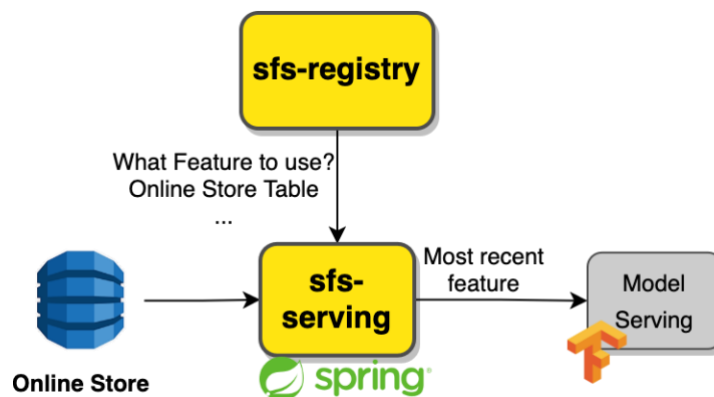 sfs-registry
What Feature to use?
Online Store Table
...
Online Store
sfs-
serving
spring
Most recent
feature
Model
Serving